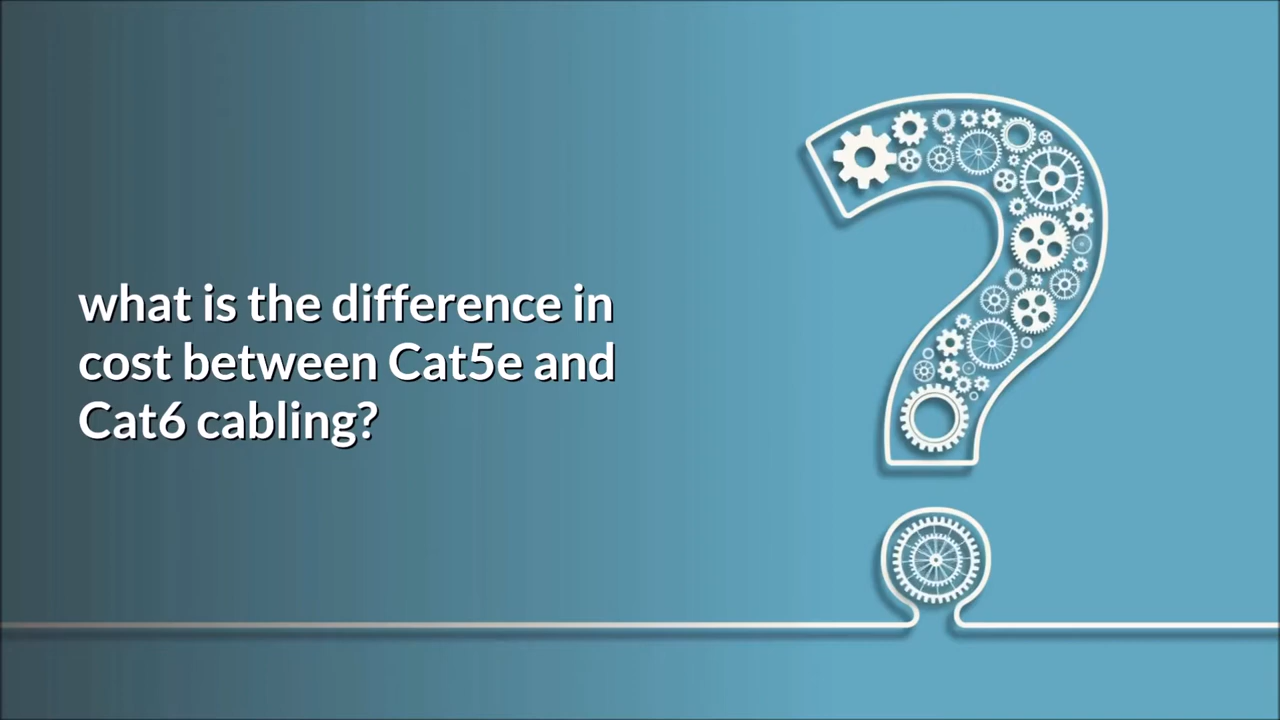 what is the difference in
cost between Cat5e and
Cat6 cabling?